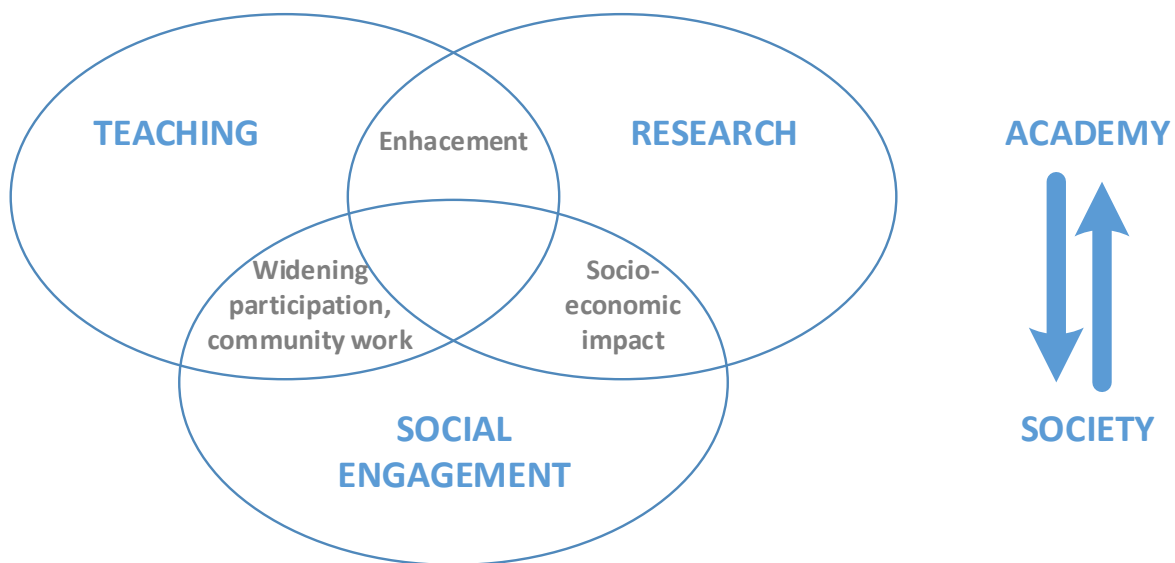 TEACHING
Enhacement
RESEARCH
ACADEMY
Widening
participation,
community work
Socio-
economic
impact
SOCIAL
ENGAGEMENT
SOCIETY